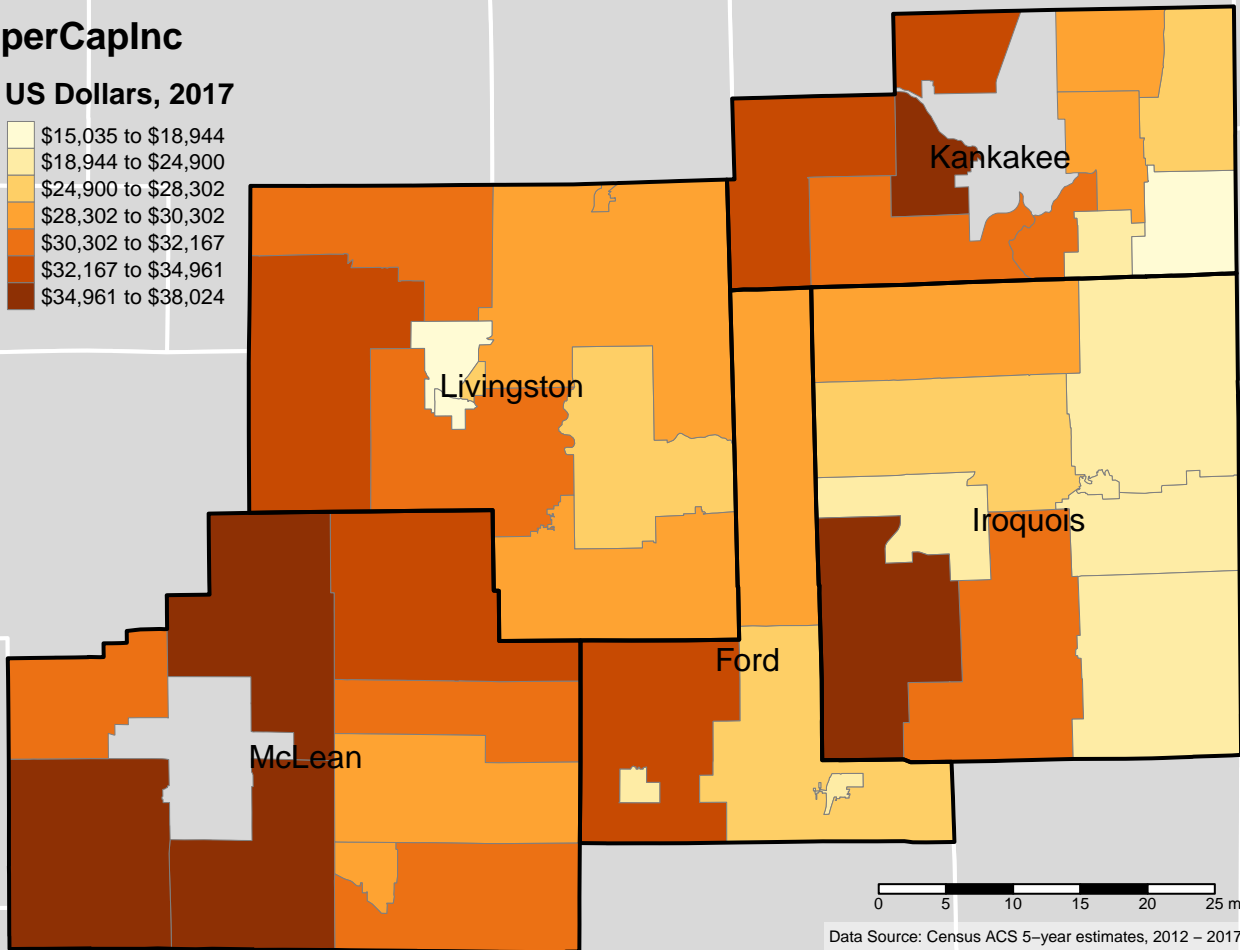 perCapInc
US Dollars, 2017
$15,035 to $18,944
$18,944 to $24,900
$24,900 to $28,302
$28,302 to $30,302
$30,302 to $32,167
$32,167 to $34,961
$34,961 to $38,024
Kankakee
Livingston
Iroquois
Ford
McLean
0 5 10 15 20 25 m
Data Source: Census ACS 5−year estimates, 2012 − 2017